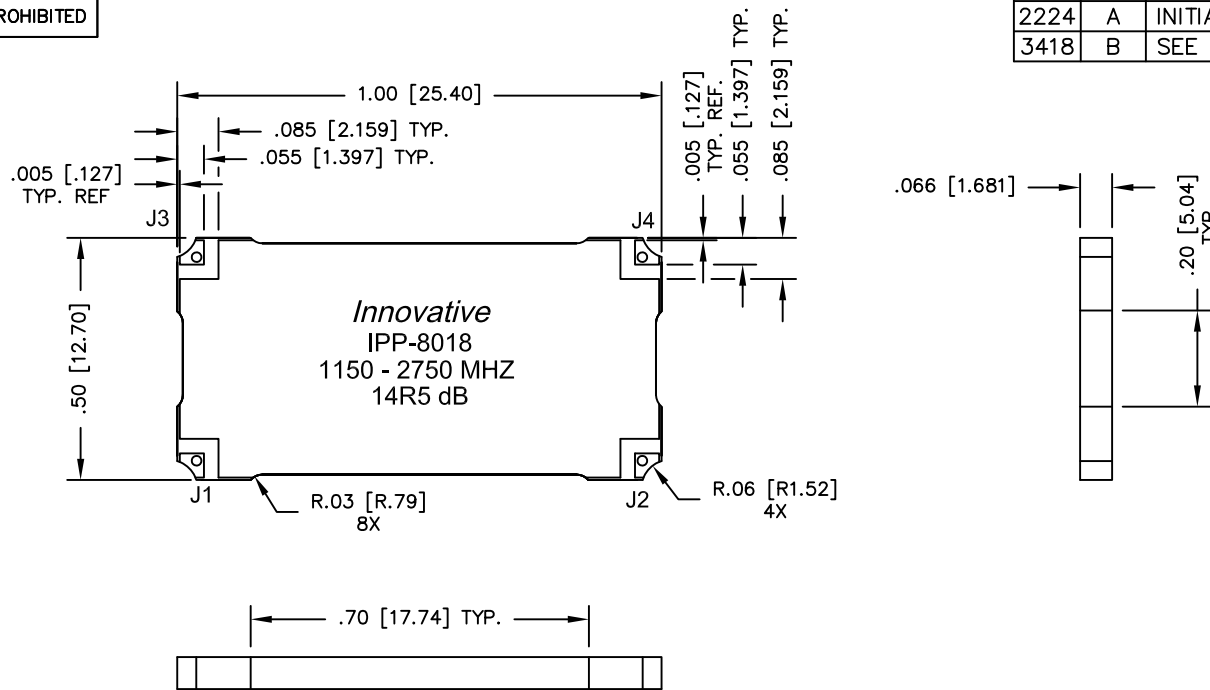 ROHIBITED
2224 A INITIA
3418 B SEE
1.00 [25.40]
.085 [2.159] TYP.
.055 [1.397] TYP.
.005 [.127]
TYP. REF
.005 [.127]
TYP. REF.
.055 [1.397] TYP.
.085 [2.159] TYP.
.066 [1.681]
.20 [5.04]
TYP
J3
J4
.50 [12.70]
Innovative
IPP-8018
1150 - 2750 MHZ
14R5 dB
J1
J2
R.03 [R.79]
8X
R.06 [R1.52]
4X
.70 [17.74] TYP.